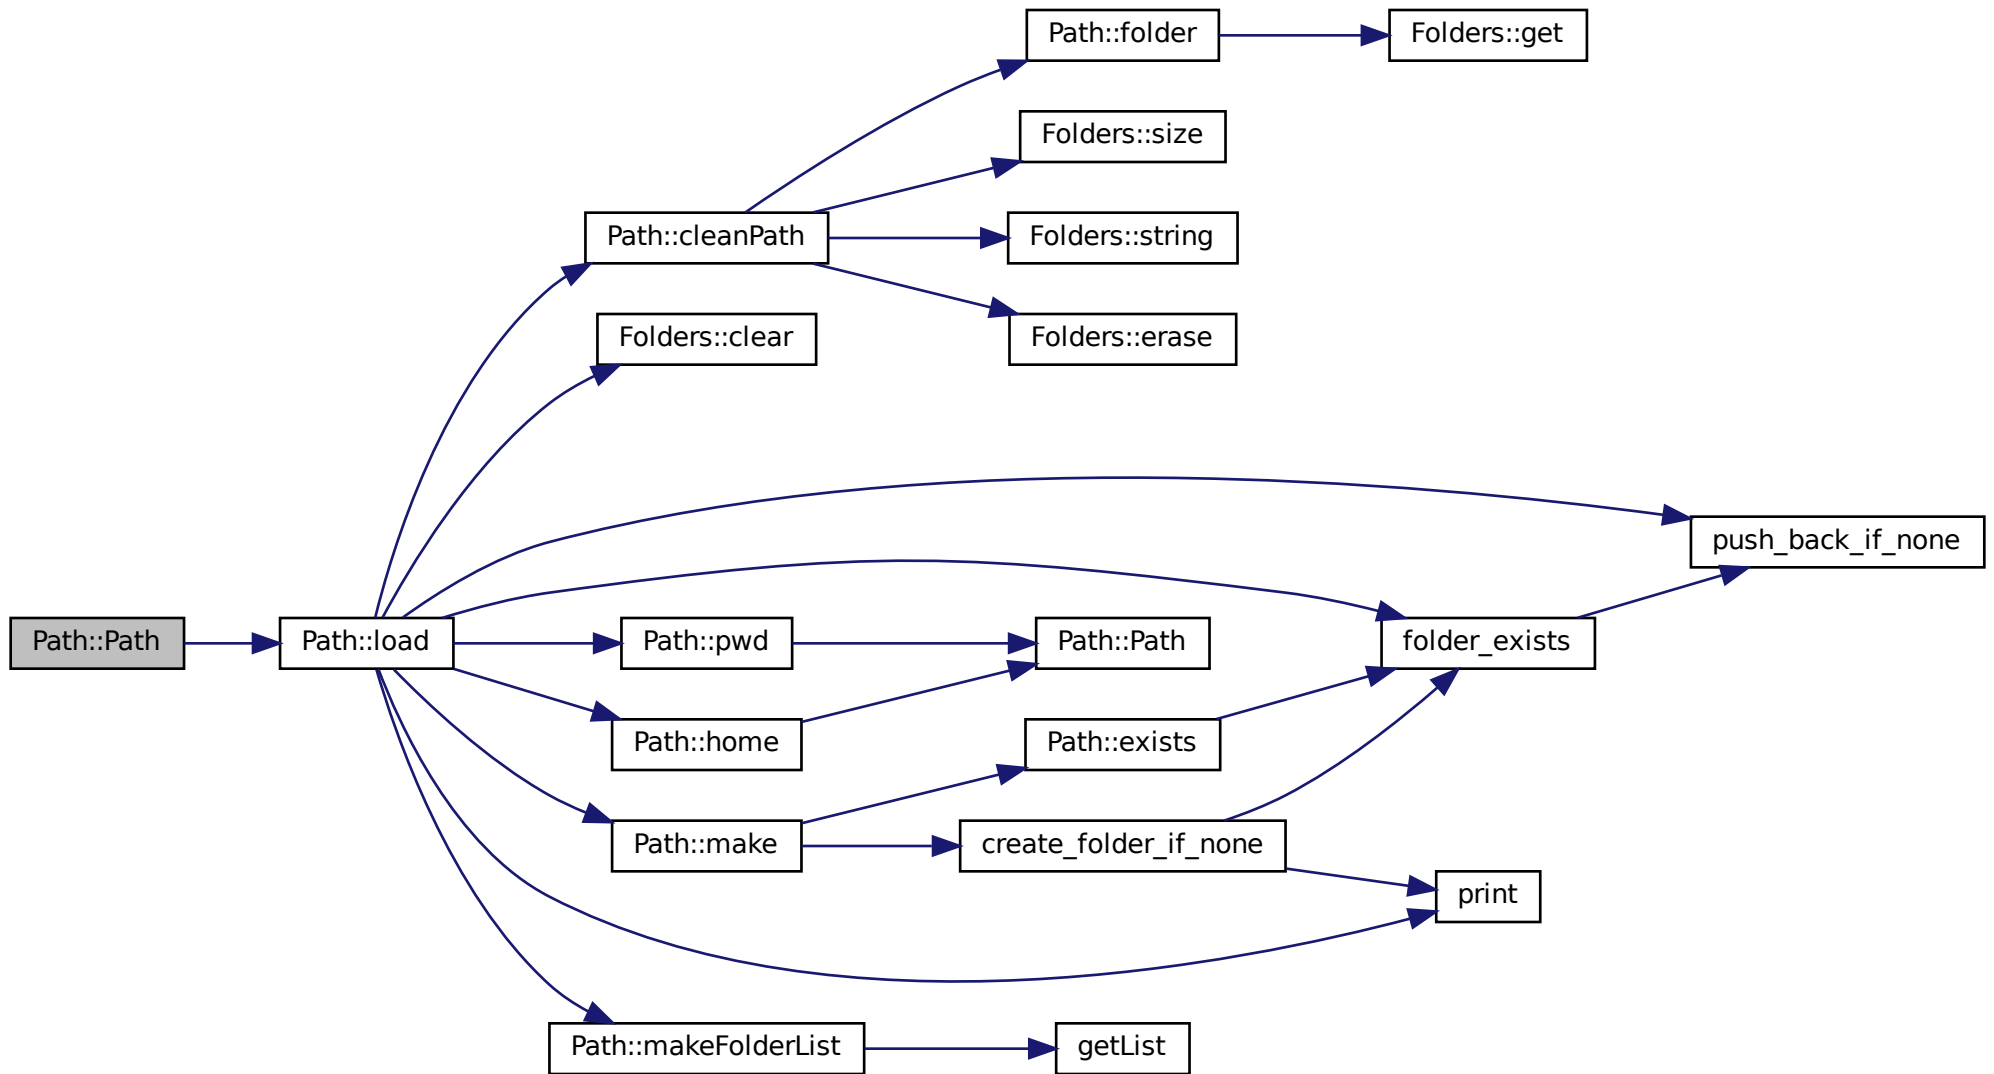 Path::folder
Folders::get
Folders::size
Path::cleanPath
Folders::string
Folders::clear
Folders::erase
push_back_if_none
Path::Path
Path::load
Path::pwd
Path::Path
folder_exists
Path::home
Path::exists
Path::make
create_folder_if_none
print
Path::makeFolderList
getList